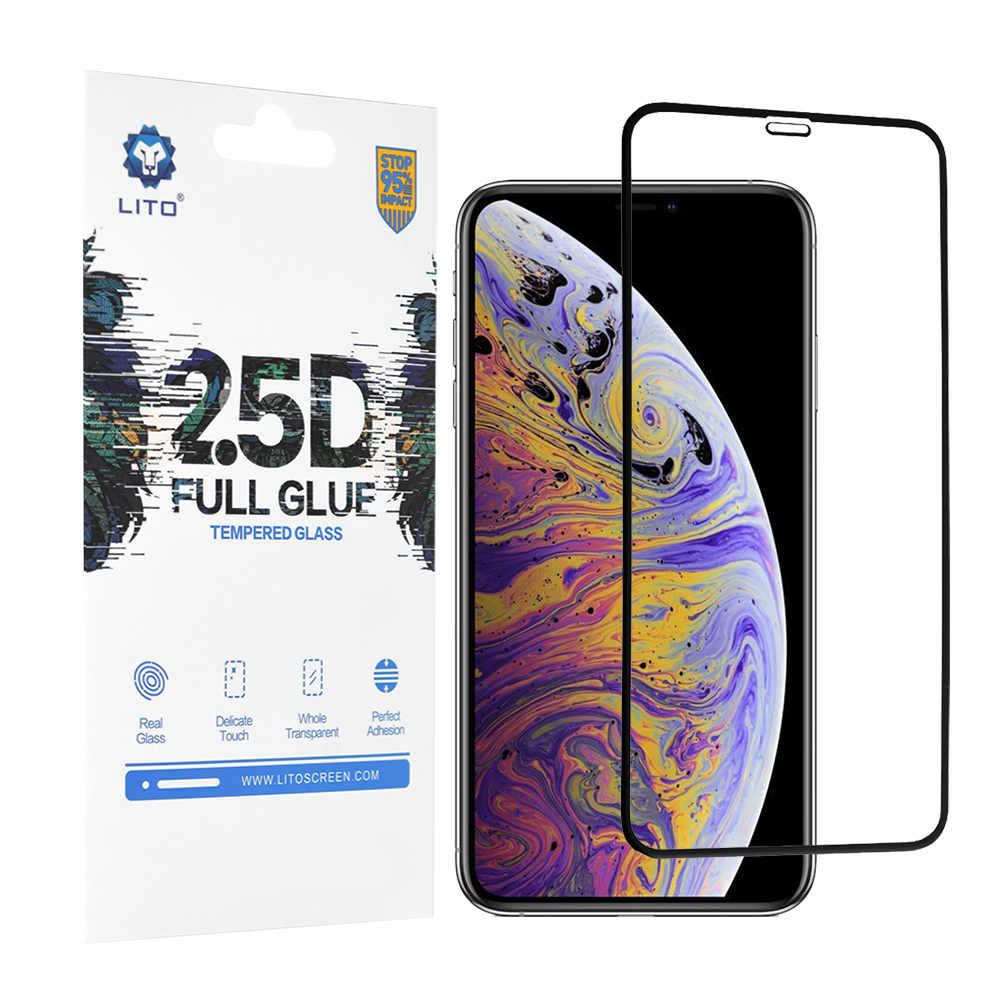 LITO®
STOP
95%
IMPACT
2.5D
FULL GLUE
TEMPERED GLASS
Real
Glass
Delicate
Touch
Whole
Transparent
Perfect
Adhesion
WWW.LITOSCREEN.COM